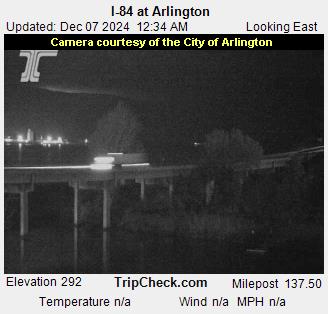 I-84 at Arlington
Updated: Dec 07 2024 12:34 AM Looking East
Camera courtesy of the City of Arlington
Elevation 292 TripCheck.com Milepost 137.50
Temperature n/a Wind n/a MPH n/a